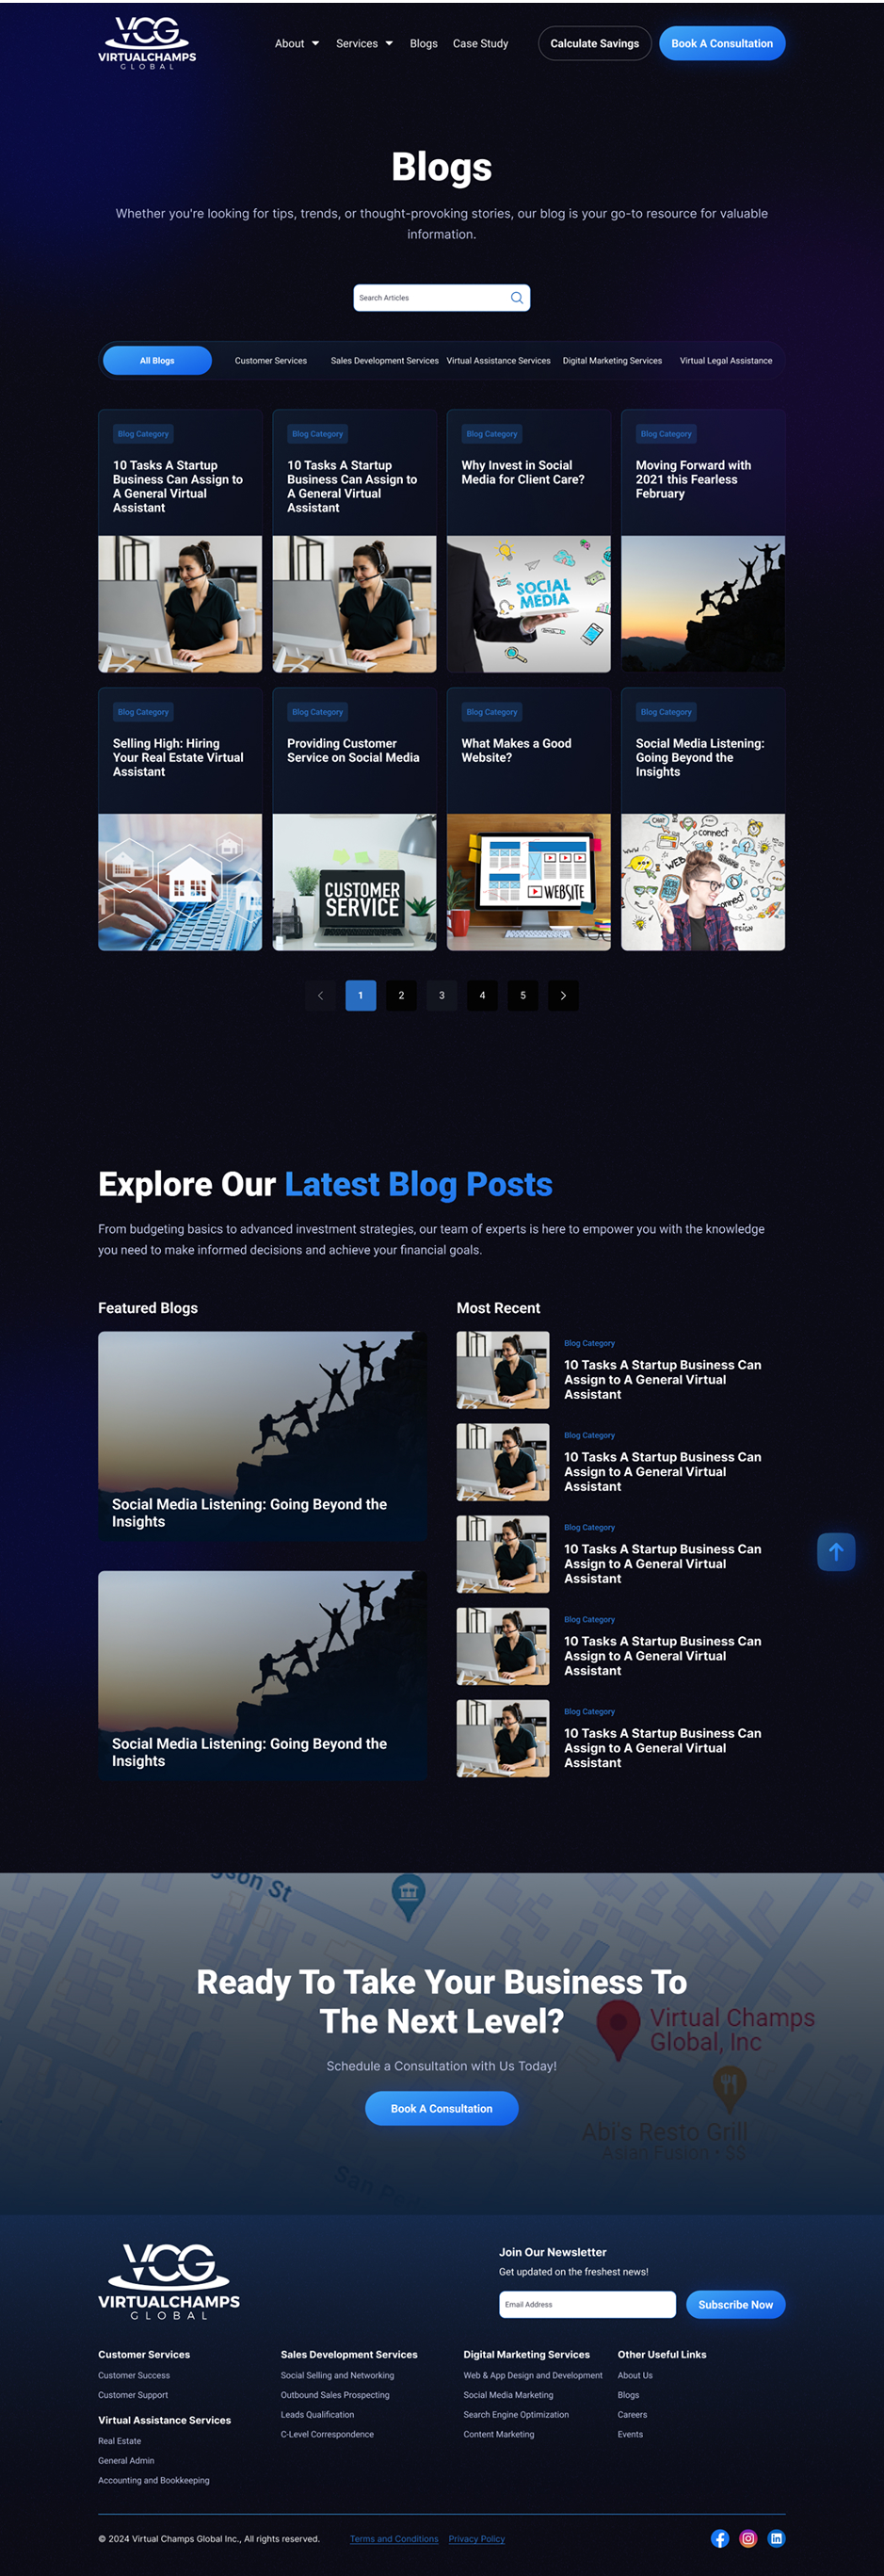 VCG
VIRTUALCHAMPS
GLOBAL
About
Services
Blogs
Case Study
Calculate Savings
Book A Consultation
Blogs
Whether you're looking for tips, trends, or thought-provoking stories, our blog is your go-to resource for valuable
information.
Search Articles
All Blogs
Customer Services
Sales Development Services
Virtual Assistance Services
Digital Marketing Services
Virtual Legal Assistance
Blog Category
10 Tasks A Startup
Business Can Assign to
A General Virtual
Assistant
Blog Category
10 Tasks A Startup
Business Can Assign to
A General Virtual
Assistant
Blog Category
Why Invest in Social
Media for Client Care?
SOCIAL
MEDIA
Blog Category
Moving Forward with
2021 this Fearless
February
Blog Category
Selling High: Hiring
Your Real Estate Virtual
Assistant
Blog Category
Providing Customer
Service on Social Media
CUSTOMER
SERVICE
Blog Category
What Makes a Good
Website?
WEBSITE
Blog Category
Social Media Listening:
Going Beyond the
Insights
CHAT
connect
Share
WEB
connect
web
DESIGN
1
2
3
4
5
Explore Our Latest Blog Posts
From budgeting basics to advanced investment strategies, our team of experts is here to empower you with the knowledge
you need to make informed decisions and achieve your financial goals.
Featured Blogs
Social Media Listening: Going Beyond the
Insights
Social Media Listening: Going Beyond the
Insights
Most Recent
Blog Category
10 Tasks A Startup Business Can
Assign to A General Virtual
Assistant
Blog Category
10 Tasks A Startup Business Can
Assign to A General Virtual
Assistant
Blog Category
10 Tasks A Startup Business Can
Assign to A General Virtual
Assistant
Blog Category
10 Tasks A Startup Business Can
Assign to A General Virtual
Assistant
Blog Category
10 Tasks A Startup Business Can
Assign to A General Virtual
Assistant
gson St
Ready To Take Your Business To
The Next Level?
Virtual Champs
Global, Inc
Schedule a Consultation with Us Today!
Book A Consultation
Abi's Resto Grill
Asian Fusion • $$
San
VCG
VIRTUALCHAMPS
GLOBAL
Join Our Newsletter
Get updated on the freshest news!
Email Address
Subscribe Now
Customer Services
Customer Success
Customer Support
Virtual Assistance Services
Real Estate
General Admin
Accounting and Bookkeeping
Sales Development Services
Social Selling and Networking
Outbound Sales Prospecting
Leads Qualification
C-Level Correspondence
Digital Marketing Services
Web & App Design and Development
Social Media Marketing
Search Engine Optimization
Content Marketing
Other Useful Links
About Us
Blogs
Careers
Events
© 2024 Virtual Champs Global Inc., All rights reserved.
Terms and Conditions
Privacy Policy